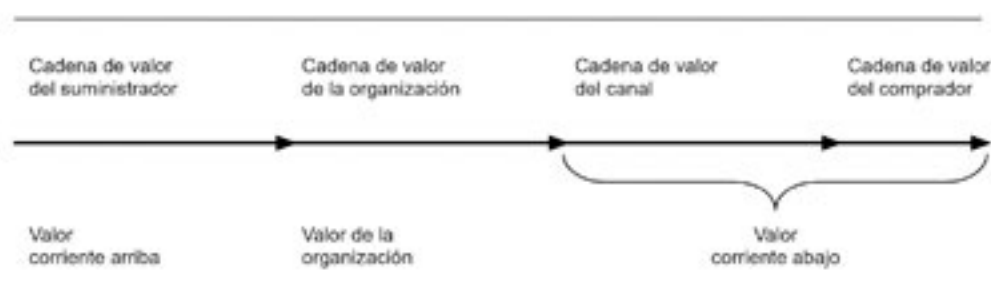 Cadena de valor
del suministrador
Cadena de valor
de la organización
Cadena de valor
del canal
Cadena de valor
del comprador
Valor
corriente arriba
Valor de la
organización
Valor
corriente abajo